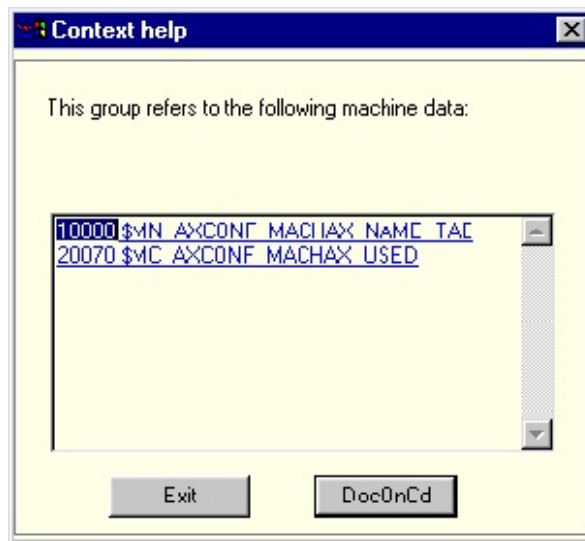 Context help
This group refers to the following machine data:
10000 $MN_AXCONF_MACHAX_NAME_TAB
20070 $MC_AXCONF_MACHAX_USED
Exit
DocOnCd